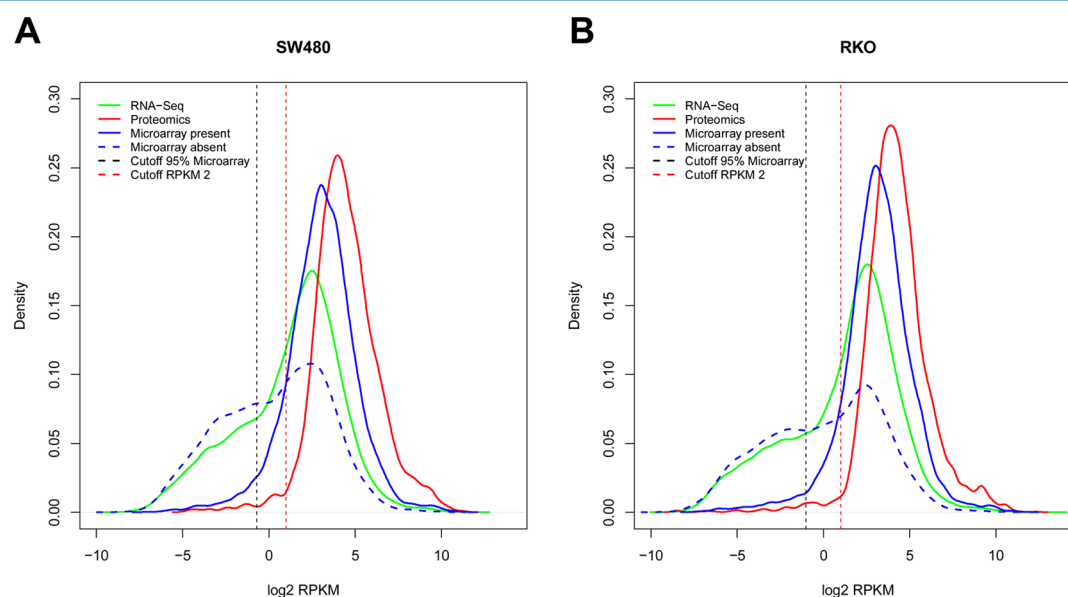 A
SW480
0.30
0.25
0.20
0.15
0.10
0.05
0.00
Density
RNA−Seq
Proteomics
Microarray present
Microarray absent
Cutoff 95% Microarray
Cutoff RPKM 2
−10
−5
0
5
10
log2 RPKM
B
RKO
0.30
0.25
0.20
0.15
0.10
0.05
0.00
Density
RNA−Seq
Proteomics
Microarray present
Microarray absent
Cutoff 95% Microarray
Cutoff RPKM 2
−10
−5
0
5
10
log2 RPKM